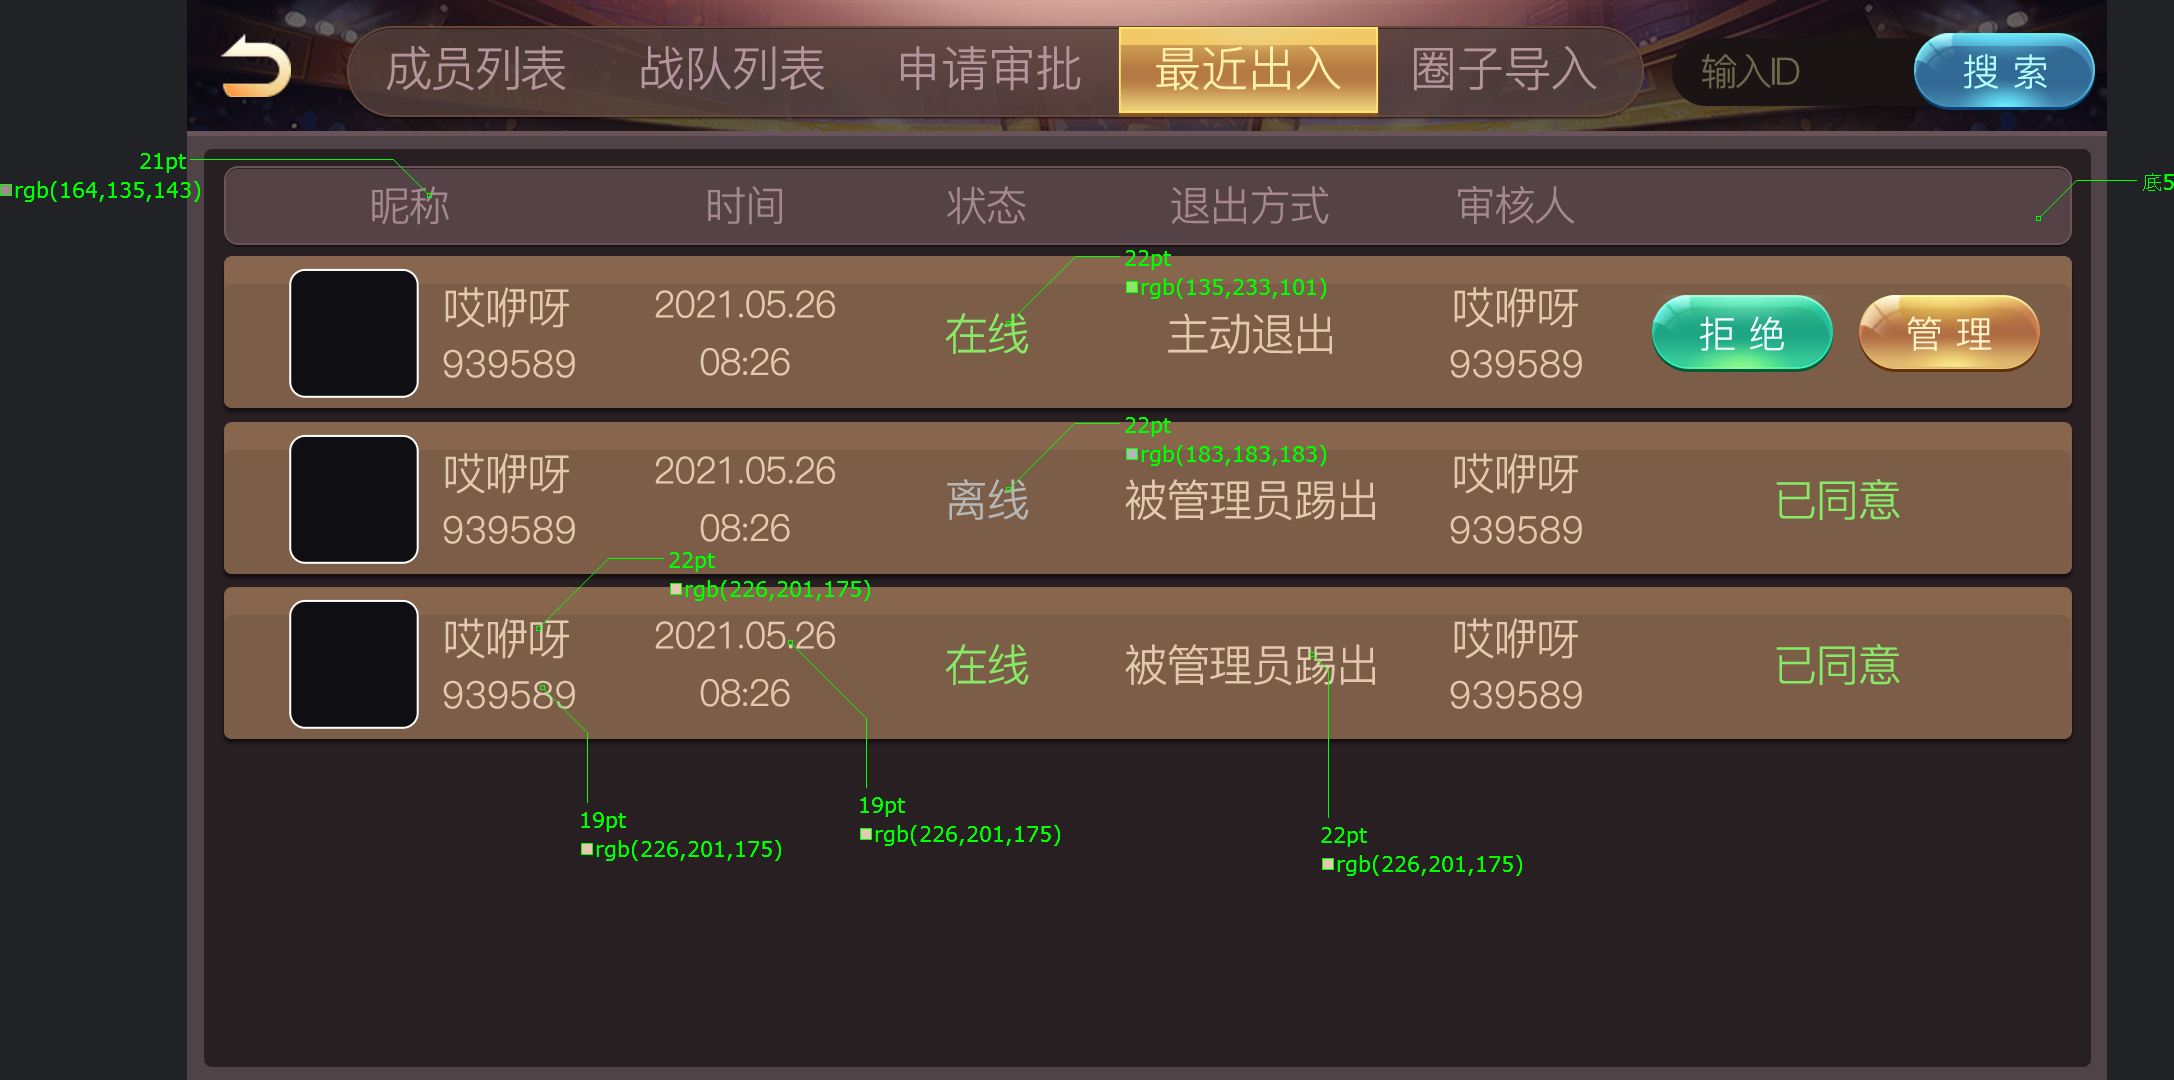 成员列表 战队列表 申请审批 最近出入 圈子导入 输入ID 搜 索
21pt
rgb(164,135,143)
昵称 时间 状态 退出方式 审核人
底5
22pt
rgb(135,233,101)
哎咿呀 2021.05.26 哎咿呀
在线 主动退出 拒 绝 管 理
939589 08:26 939589
22pt
rgb(183,183,183)
哎咿呀 2021.05.26 哎咿呀
离线 被管理员踢出 已同意
939589 08:26 939589
22pt
rgb(226,201,175)
哎咿呀 2021.05.26 哎咿呀
在线 被管理员踢出 已同意
939589 08:26 939589
19pt
rgb(226,201,175)
19pt
rgb(226,201,175)
22pt
rgb(226,201,175)